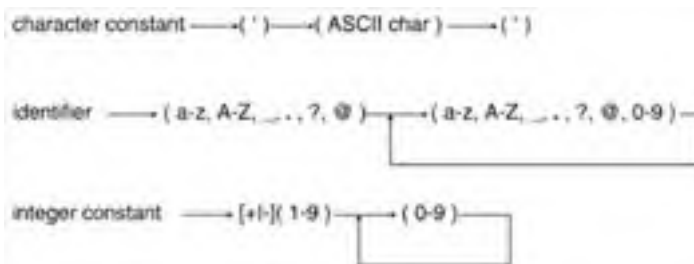 character constant ( ' ) ( ASCII char ) ( ' )
identifier ( a-z, A-Z, _, ., ?, @ ) ( a-z, A-Z, _, ., ?, @, 0-9 )
integer constant [+|-]( 1-9 ) ( 0-9 )